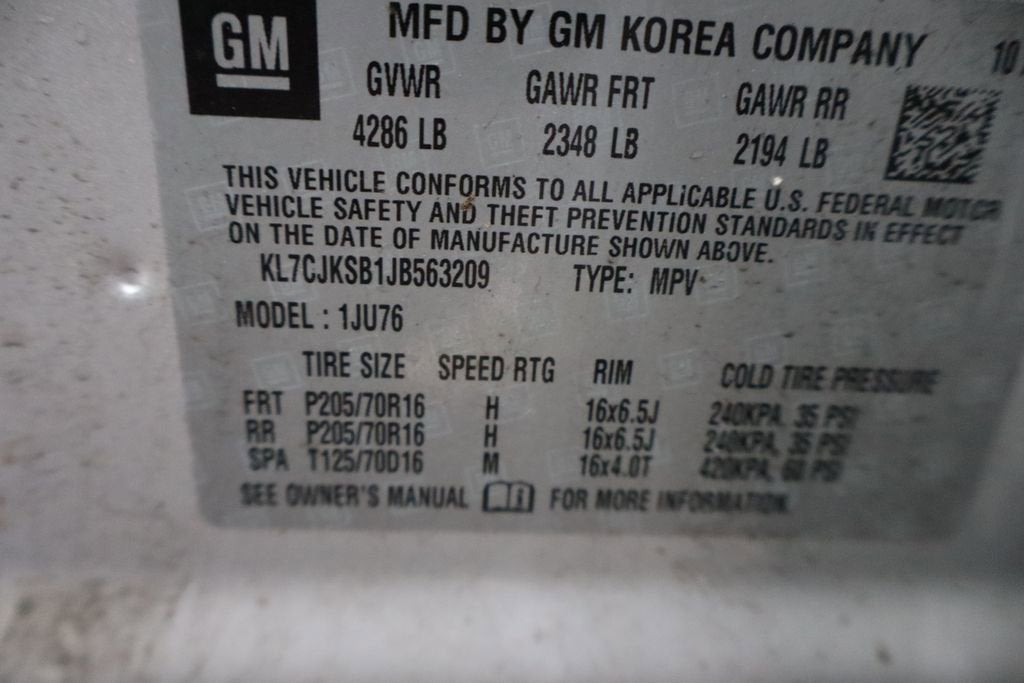 GM
MFD BY GM KOREA COMPANY 10
GVWR GAWR FRT GAWR RR
4286 LB 2348 LB 2194 LB
THIS VEHICLE CONFORMS TO ALL APPLICABLE U.S. FEDERAL MOTOR
VEHICLE SAFETY AND THEFT PREVENTION STANDARDS IN EFFECT
ON THE DATE OF MANUFACTURE SHOWN ABOVE.
KL7CJKSB1JB563209 TYPE: MPV
MODEL : 1JU76
TIRE SIZE SPEED RTG RIM COLD TIRE PRESSURE
FRT P205/70R16 H 16x6.5J 240KPA, 35 PSI
RR P205/70R16 H 16x6.5J 240KPA, 35 PSI
SPA T125/70D16 M 16x4.0T 420KPA, 60 PSI
SEE OWNER'S MANUAL FOR MORE INFORMATION.